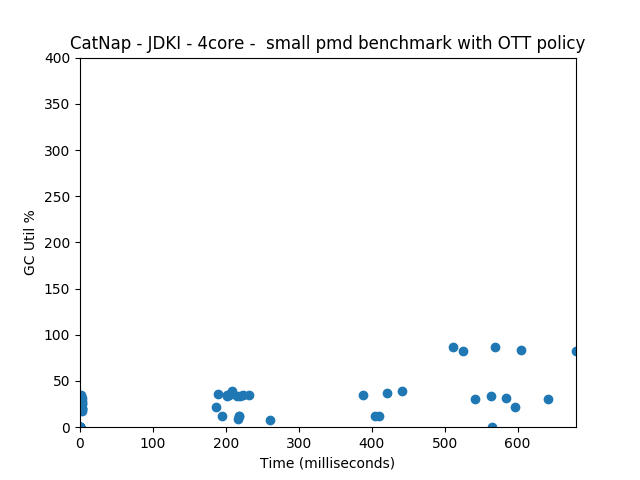 CatNap - JDKI - 4core -  small pmd benchmark with OTT policy
400
350
300
250
200
150
100
50
0
GC Util %
0 100 200 300 400 500 600
Time (milliseconds)